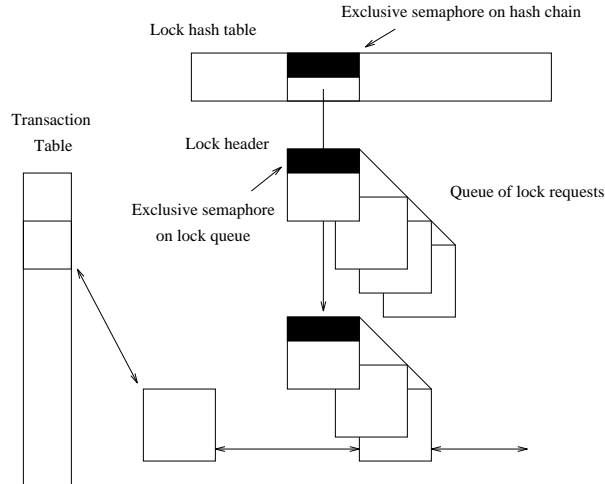 Exclusive semaphore on hash chain
Lock hash table
Transaction
Table
Lock header
Queue of lock requests
Exclusive semaphore
on lock queue